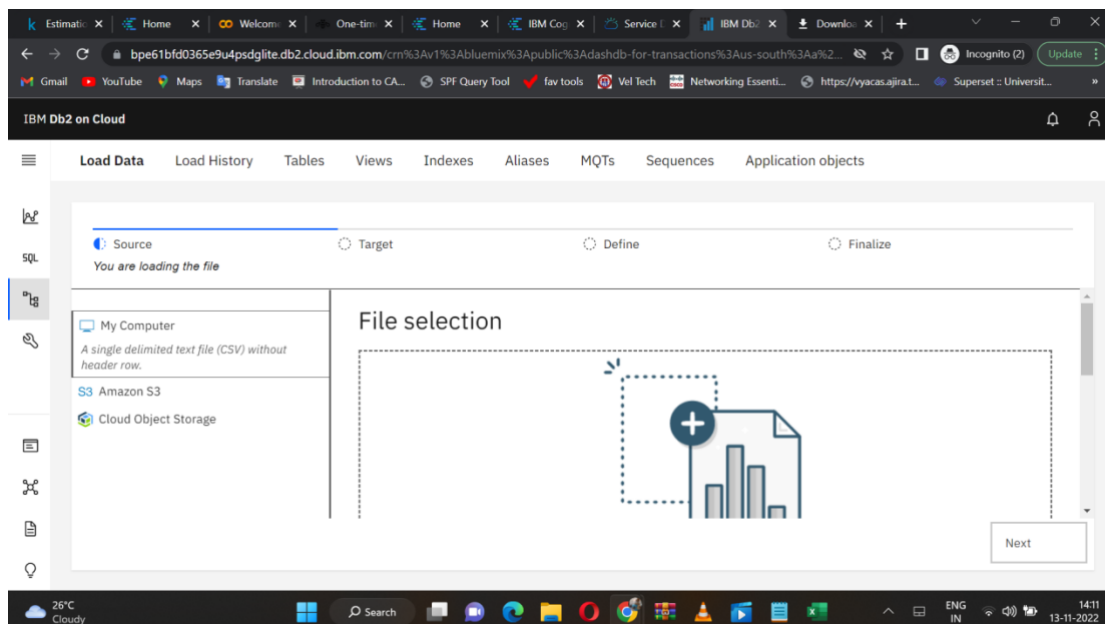 k Estimatic Home Welcome One-time Home IBM Cog Service IBM Db2 Downloa
bpe61bfd0365e9u4psdglite.db2.cloud.ibm.com/crn%3Av1%3Abluemix%3Apublic%3Adashdb-for-transactions%3Aus-south%3Aa%2... Incognito (2) Update
Gmail YouTube Maps Translate Introduction to CA... SPF Query Tool fav tools Vel Tech Networking Essenti... https://vyacas.ajira.t... Superset :: Universit... »
IBM Db2 on Cloud
Load Data Load History Tables Views Indexes Aliases MQTs Sequences Application objects
Source Target Define Finalize
You are loading the file
SQL
My Computer
A single delimited text file (CSV) without
header row.
S3 Amazon S3
Cloud Object Storage
File selection
Next
26°C
Cloudy
Search
ENG
IN
14:11
13-11-2022